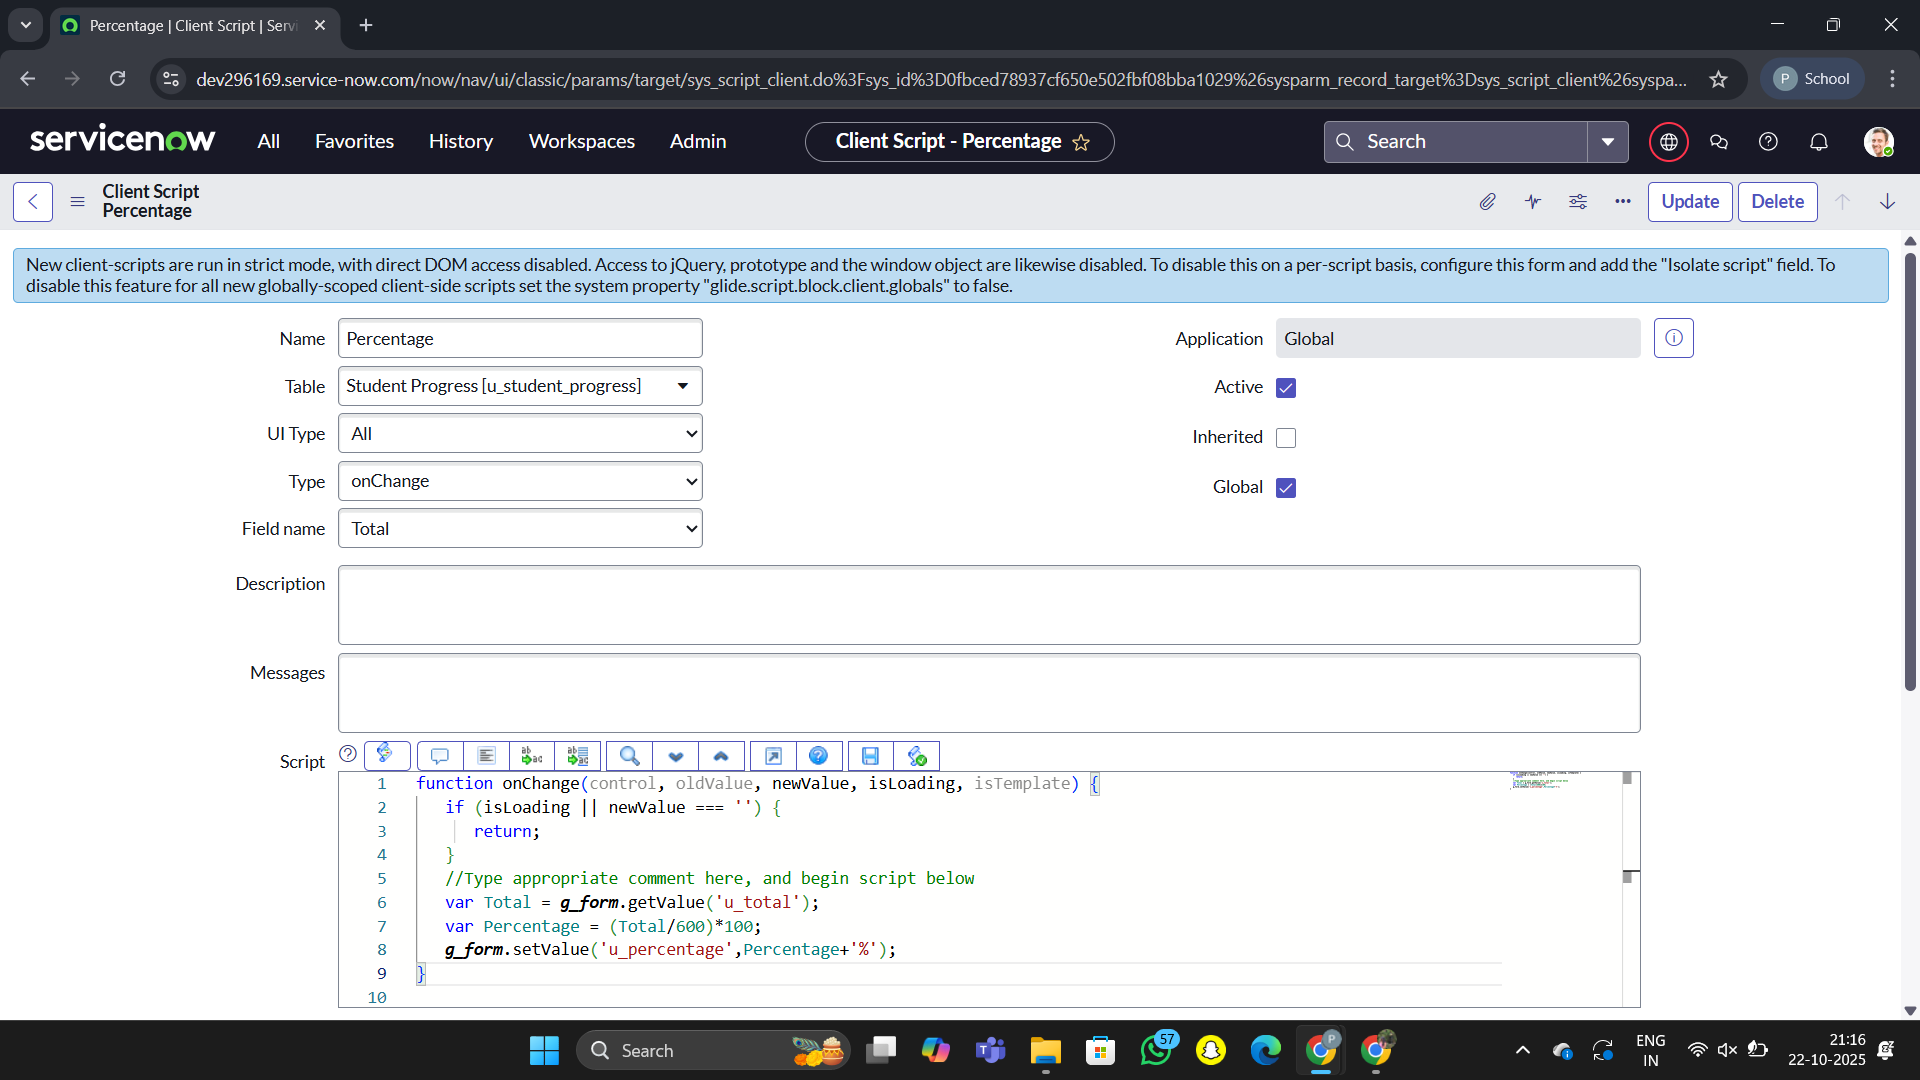 Percentage | Client Script | Servi
dev296169.service-now.com/now/nav/ui/classic/params/target/sys_script_client.do%3Fsys_id%3D0fbced78937cf650e502fbf08bba1029%26sysparm_record_target%3Dsys_script_client%26syspa...
P School
servicenow All Favorites History Workspaces Admin Client Script - Percentage Search
Client Script
Percentage
Update Delete
New client-scripts are run in strict mode, with direct DOM access disabled. Access to jQuery, prototype and the window object are likewise disabled. To disable this on a per-script basis, configure this form and add the "Isolate script" field. To
disable this feature for all new globally-scoped client-side scripts set the system property "glide.script.block.client.globals" to false.
Name Percentage Application Global
Table Student Progress [u_student_progress] Active
UI Type All Inherited
Type onChange Global
Field name Total
Description
Messages
Script
1 function onChange(control, oldValue, newValue, isLoading, isTemplate) {
2 if (isLoading || newValue === '') {
3 return;
4 }
5 //Type appropriate comment here, and begin script below
6 var Total = g_form.getValue('u_total');
7 var Percentage = (Total/600)*100;
8 g_form.setValue('u_percentage',Percentage+'%');
9 }
10
Search 57 P ENG
IN 21:16
22-10-2025